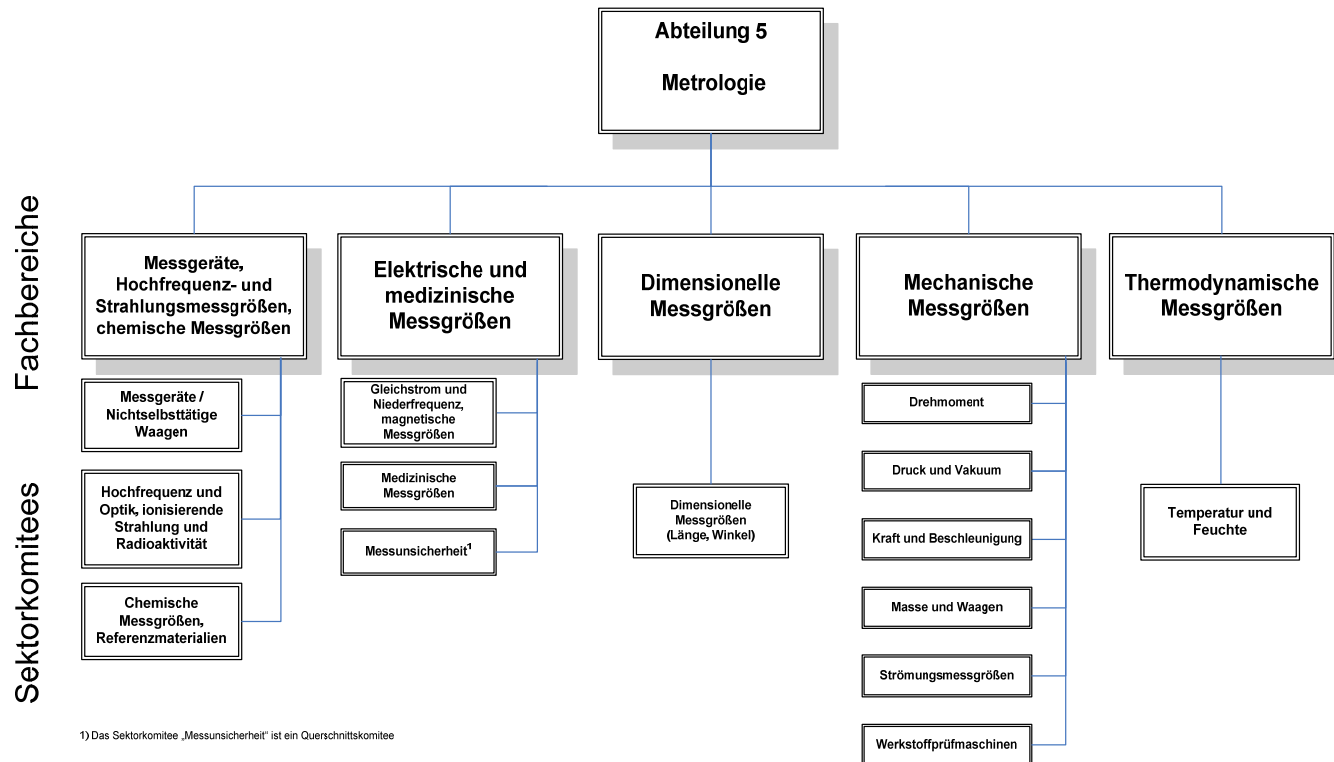 Abteilung 5
Metrologie
Fachbereiche
Messgeräte,
Hochfrequenz- und
Strahlungsmessgrößen,
chemische Messgrößen
Elektrische und
medizinische
Messgrößen
Dimensionelle
Messgrößen
Mechanische
Messgrößen
Thermodynamische
Messgrößen
Sektorkomitees
Messgeräte /
Nichtselbsttätige
Waagen
Hochfrequenz und
Optik, ionisierende
Strahlung und
Radioaktivität
Chemische
Messgrößen,
Referenzmaterialien
Gleichstrom und
Niederfrequenz,
magnetische
Messgrößen
Medizinische
Messgrößen
Messunsicherheit¹
Dimensionelle
Messgrößen
(Länge, Winkel)
Drehmoment
Druck und Vakuum
Kraft und Beschleunigung
Masse und Waagen
Strömungsmessgrößen
Werkstoffprüfmaschinen
Temperatur und
Feuchte
1) Das Sektorkomitee „Messunsicherheit“ ist ein Querschnittskomitee